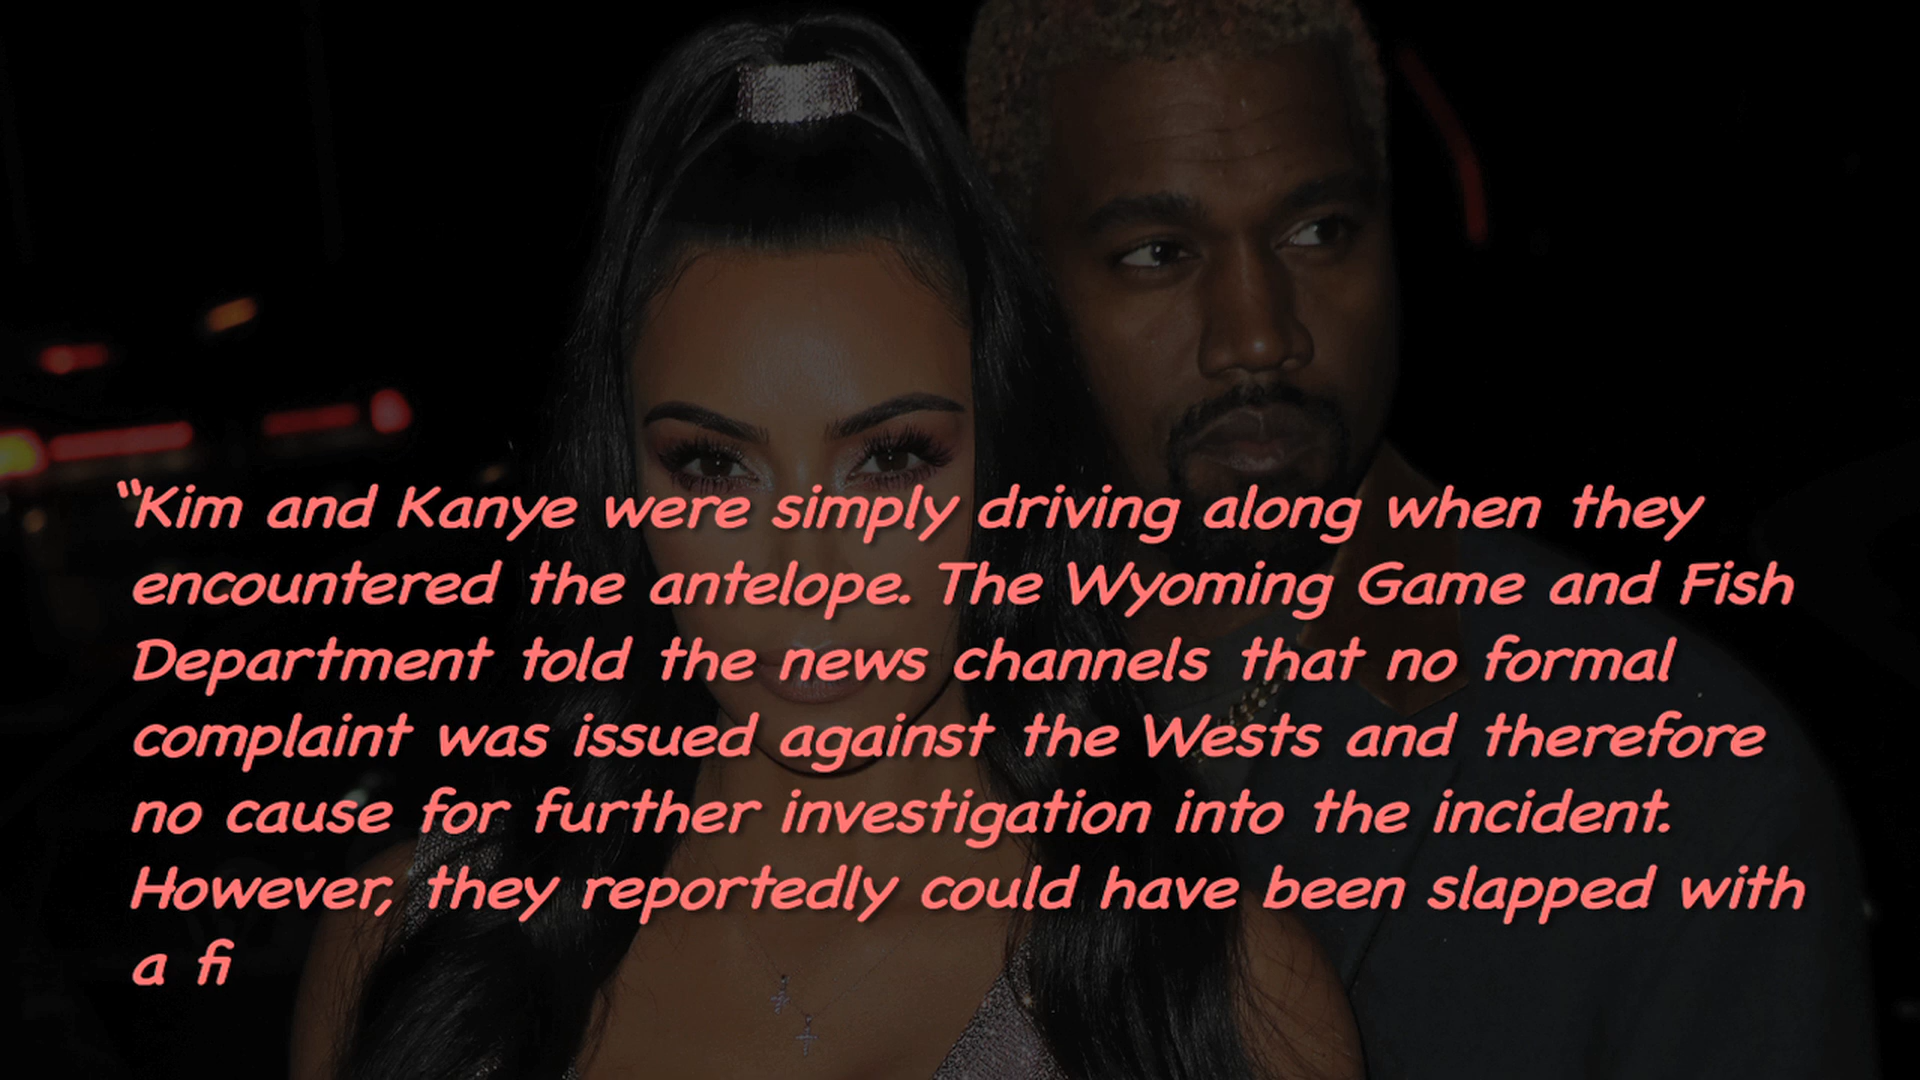 “Kim and Kanye were simply driving along when they
encountered the antelope. The Wyoming Game and Fish
Department told the news channels that no formal
complaint was issued against the Wests and therefore
no cause for further investigation into the incident.
However, they reportedly could have been slapped with
a fi